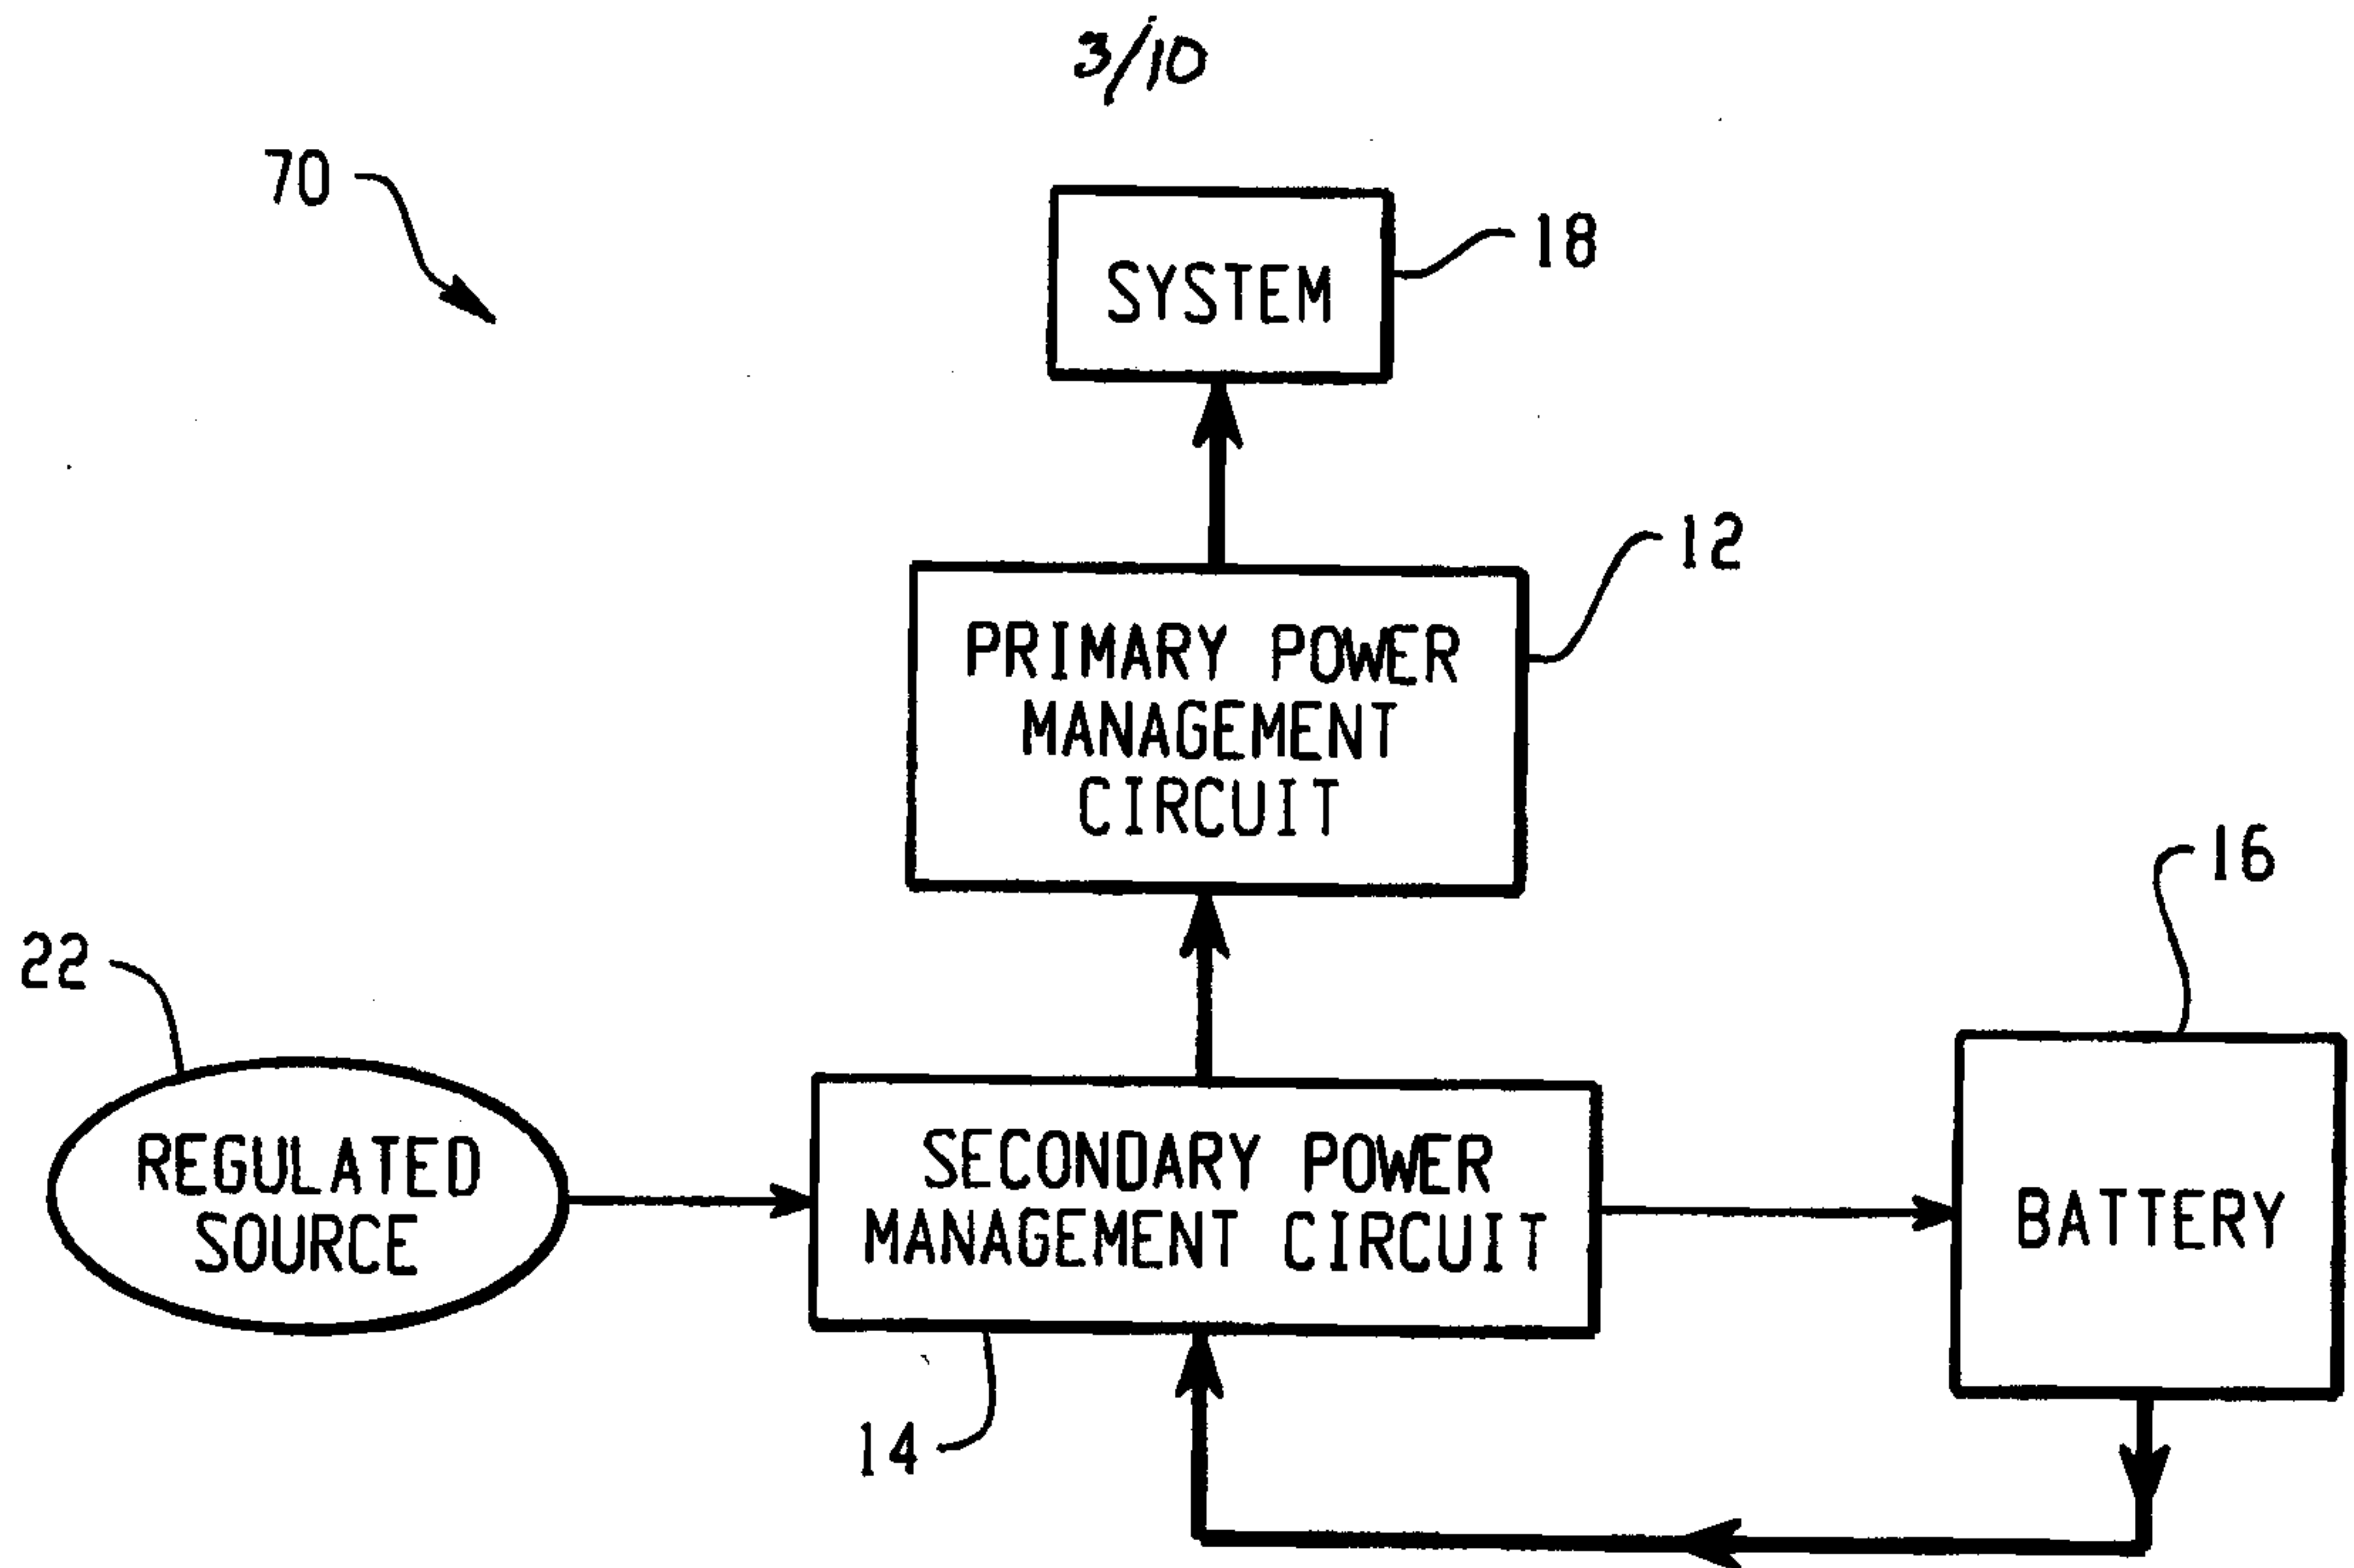 3/10
70
SYSTEM
18
PRIMARY POWER
MANAGEMENT
CIRCUIT
12
22
REGULATED
SOURCE
SECONDARY POWER
MANAGEMENT CIRCUIT
14
16
BATTERY